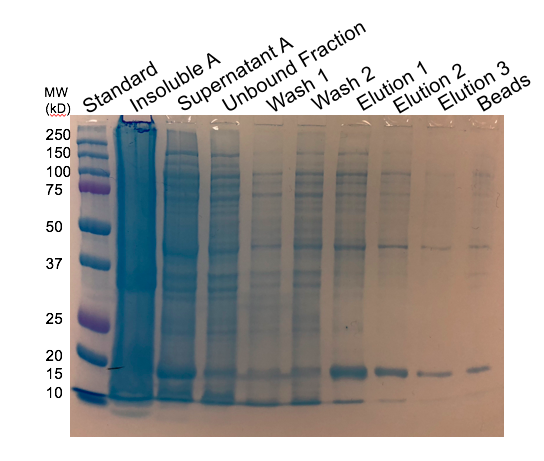 Standard
Insoluble A
Supernatant A
Unbound Fraction
Wash 1
Wash 2
Elution 1
Elution 2
Elution 3
Beads
MW
(kD)
250
150
100
75
50
37
25
20
15
10